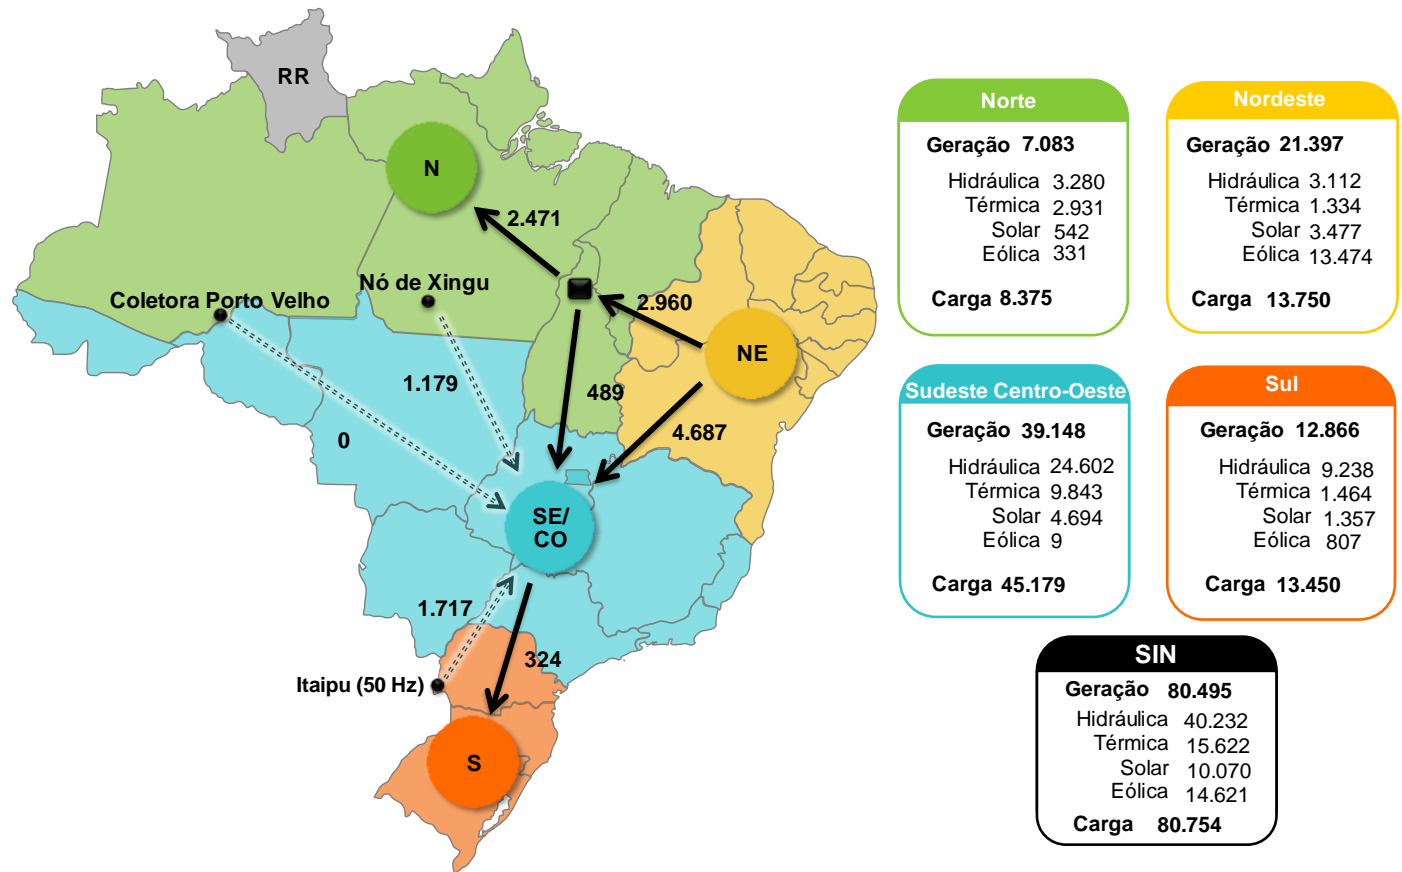 RR
N
2.471
Nó de Xingu
Coletora Porto Velho
2.960
NE
1.179
489
4.687
0
SE/
CO
1.717
324
Itaipu (50 Hz)
S
Norte
Geração 7.083
Hidráulica 3.280
Térmica 2.931
Solar 542
Eólica 331
Carga 8.375
Nordeste
Geração 21.397
Hidráulica 3.112
Térmica 1.334
Solar 3.477
Eólica 13.474
Carga 13.750
Sudeste Centro-Oeste
Geração 39.148
Hidráulica 24.602
Térmica 9.843
Solar 4.694
Eólica 9
Carga 45.179
Sul
Geração 12.866
Hidráulica 9.238
Térmica 1.464
Solar 1.357
Eólica 807
Carga 13.450
SIN
Geração 80.495
Hidráulica 40.232
Térmica 15.622
Solar 10.070
Eólica 14.621
Carga 80.754